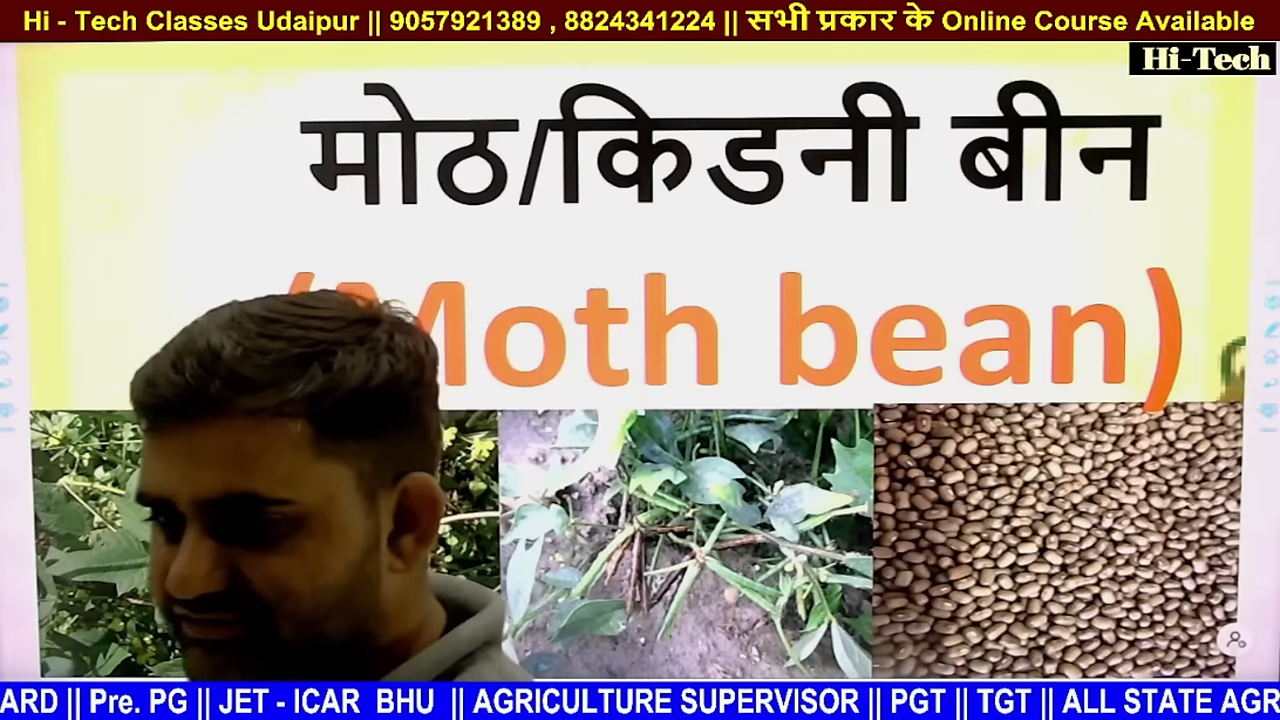 Hi - Tech Classes Udaipur || 9057921389 , 8824341224 || सभी प्रकार के Online Course Available
Hi-Tech
मोठ/किडनी बीन
(Moth bean)
ARD || Pre. PG || JET - ICAR BHU || AGRICULTURE SUPERVISOR || PGT || TGT || ALL STATE AGR